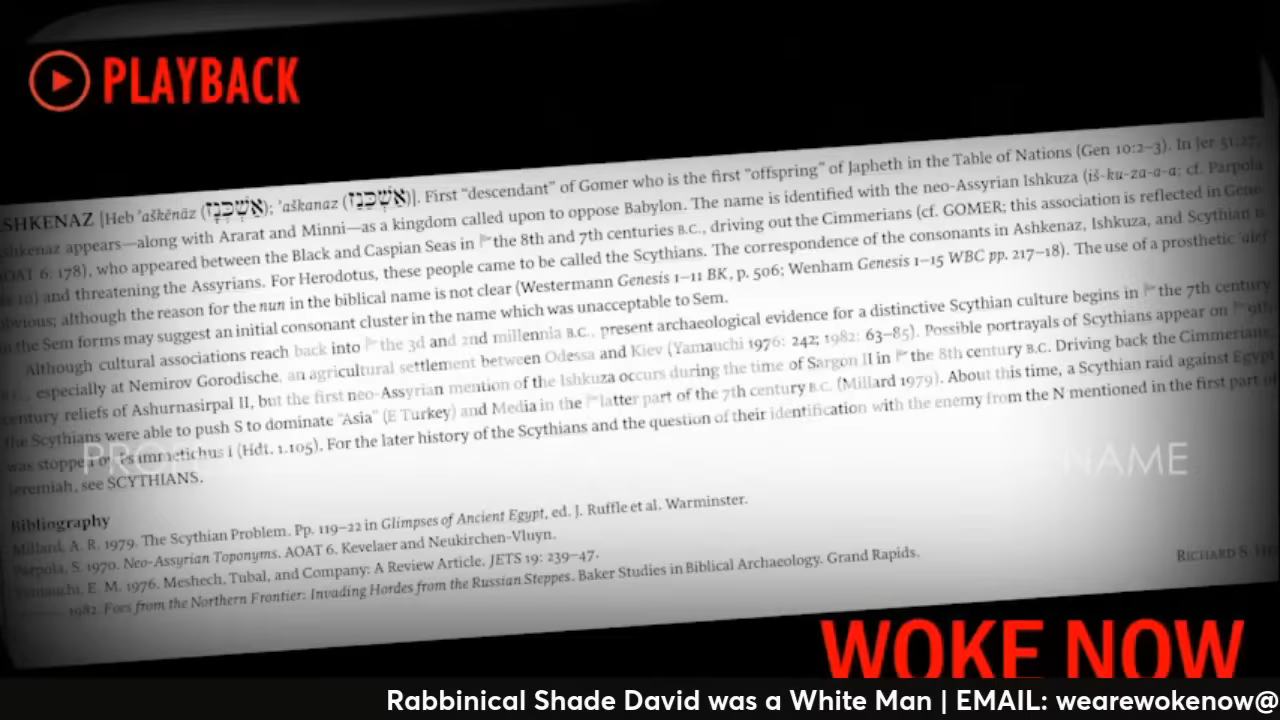 PLAYBACK
SHKENAZ [Heb ’aškĕnāz (אַשְׁכְּנָז); ’aškanaz (אַשְׁכֲּנַז)]. First “descendant” of Gomer who is the first “offspring” of Japheth in the Table of Nations (Gen 10:2–3). In Jer 51:27,
shkenaz appears—along with Ararat and Minni—as a kingdom called upon to oppose Babylon. The name is identified with the neo-Assyrian Ishkuza (iš-ku-za-a-a; cf. Parpola
AOAT 6: 178), who appeared between the Black and Caspian Seas in the 8th and 7th centuries B.C., driving out the Cimmerians (cf. GOMER; this association is reflected in Gene
10) and threatening the Assyrians. For Herodotus, these people came to be called the Scythians. The correspondence of the consonants in Ashkenaz, Ishkuza, and Scythian
obvious; although the reason for the nun in the biblical name is not clear (Westermann Genesis 1–11 BK, p. 506; Wenham Genesis 1–15 WBC pp. 217–18). The use of a prosthetic ’alef
in the Sem forms may suggest an initial consonant cluster in the name which was unacceptable to Sem.
Although cultural associations reach back into the 3d and 2nd millennia B.C., present archaeological evidence for a distinctive Scythian culture begins in the 7th century
especially at Nemirov Gorodische, an agricultural settlement between Odessa and Kiev (Yamauchi 1976: 242; 1982: 63–85). Possible portrayals of Scythians appear on 9th
century reliefs of Ashurnasirpal II, but the first neo-Assyrian mention of the Ishkuza occurs during the time of Sargon II in the 8th century B.C. Driving back the Cimmerians,
the Scythians were able to push S to dominate “Asia” (E Turkey) and Media in the latter part of the 7th century B.C. (Millard 1979). About this time, a Scythian raid against Egypt
was stopped (Hdt. 1.105). For the later history of the Scythians and the question of their identification with the enemy from the N mentioned in the first part of
Jeremiah, see SCYTHIANS.
NAME
Bibliography
Millard, A. R. 1979. The Scythian Problem. Pp. 119–22 in Glimpses of Ancient Egypt, ed. J. Ruffle et al. Warminster.
Parpola, S. 1970. Neo-Assyrian Toponyms. AOAT 6. Kevelaer and Neukirchen-Vluyn.
Yamauchi, E. M. 1976. Meshech, Tubal, and Company: A Review Article. JETS 19: 239–47.
1982. Foes from the Northern Frontier: Invading Hordes from the Russian Steppes. Baker Studies in Biblical Archaeology. Grand Rapids.
RICHARD S.
WOKE NOW
Rabbinical Shade David was a White Man | EMAIL: wearewokenow@